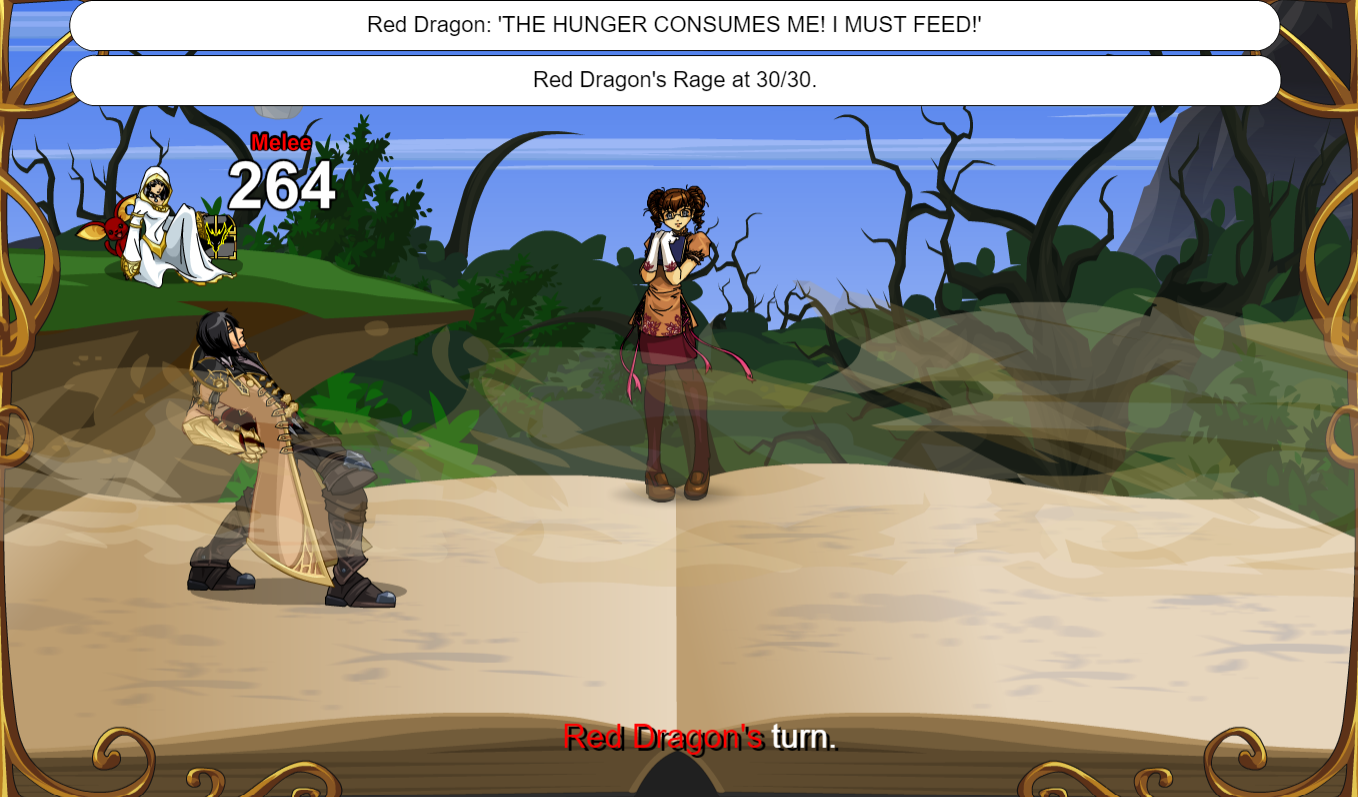 Red Dragon: 'THE HUNGER CONSUMES ME! I MUST FEED!'
Red Dragon's Rage at 30/30.
Melee
264
Red Dragon's turn.